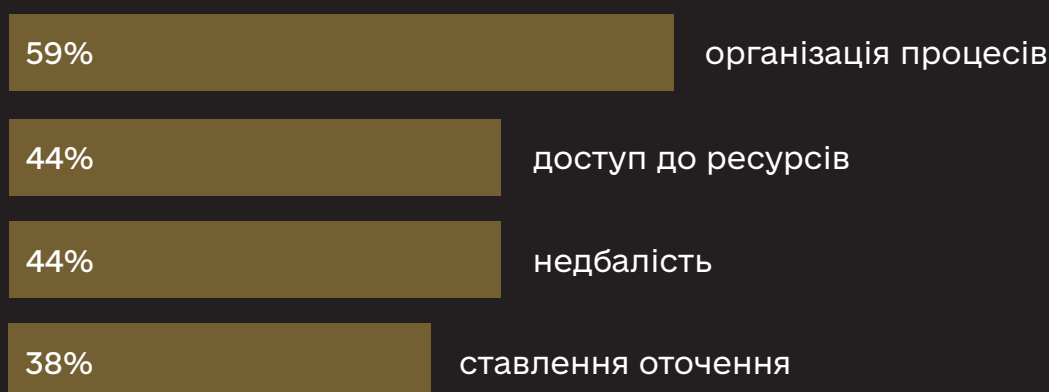 59% організація процесів
44% доступ до ресурсів
44% недбалість
38% ставлення оточення